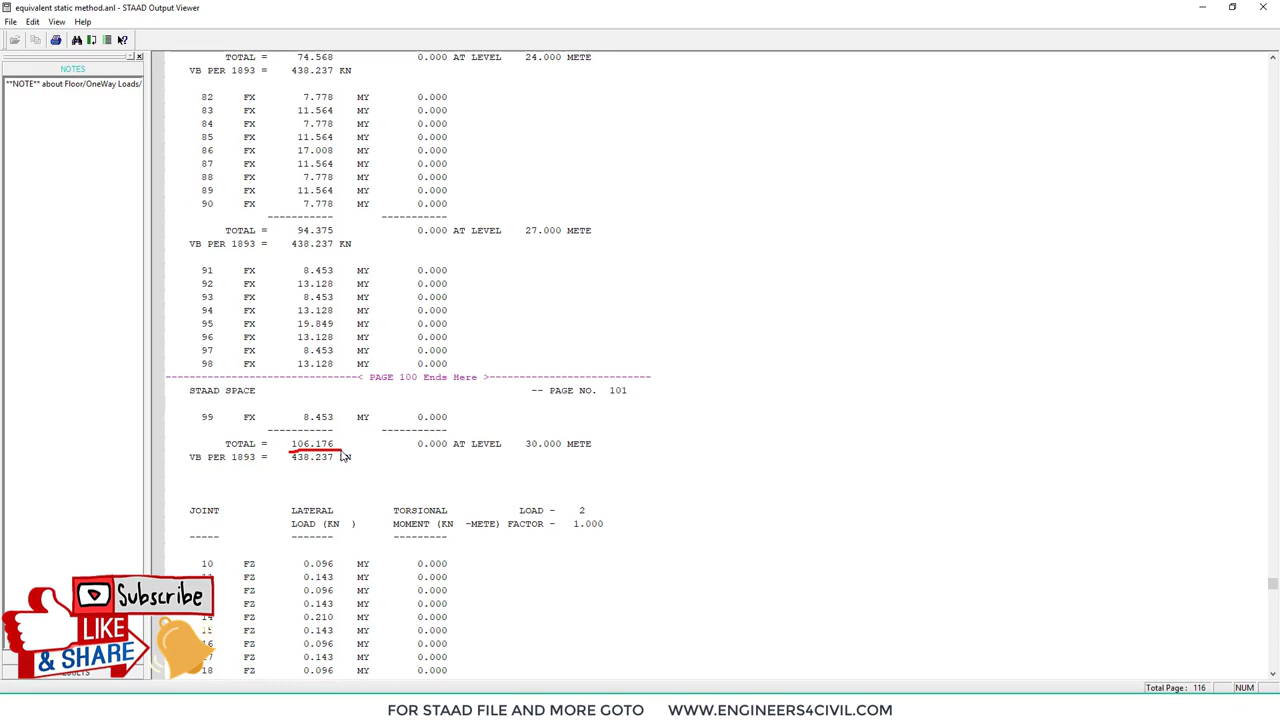 equivalent static method.anl - STAAD Output Viewer
File Edit View Help
NOTES
**NOTE** about Floor/OneWay Loads/
TOTAL = 74.568 0.000 AT LEVEL 24.000 METE
VB PER 1893 = 438.237 KN
82 FX 7.778 MY 0.000
83 FX 11.564 MY 0.000
84 FX 7.778 MY 0.000
85 FX 11.564 MY 0.000
86 FX 17.008 MY 0.000
87 FX 11.564 MY 0.000
88 FX 7.778 MY 0.000
89 FX 11.564 MY 0.000
90 FX 7.778 MY 0.000
----------- -----------
TOTAL = 94.375 0.000 AT LEVEL 27.000 METE
VB PER 1893 = 438.237 KN
91 FX 8.453 MY 0.000
92 FX 13.128 MY 0.000
93 FX 8.453 MY 0.000
94 FX 13.128 MY 0.000
95 FX 19.849 MY 0.000
96 FX 13.128 MY 0.000
97 FX 8.453 MY 0.000
98 FX 13.128 MY 0.000
< PAGE 100 Ends Here >
STAAD SPACE -- PAGE NO. 101
99 FX 8.453 MY 0.000
----------- -----------
TOTAL = 106.176 0.000 AT LEVEL 30.000 METE
VB PER 1893 = 438.237 KN
JOINT LATERAL TORSIONAL LOAD - 2
LOAD (KN ) MOMENT (KN -METE) FACTOR - 1.000
----- ------- ---------
10 FZ 0.096 MY 0.000
FZ 0.143 MY 0.000
FZ 0.096 MY 0.000
FZ 0.143 MY 0.000
14 FZ 0.210 MY 0.000
15 FZ 0.143 MY 0.000
16 FZ 0.096 MY 0.000
17 FZ 0.143 MY 0.000
18 FZ 0.096 MY 0.000
Subscribe
LIKE
& SHARE
Total Page : 116 NUM
FOR STAAD FILE AND MORE GOTO WWW.ENGINEERS4CIVIL.COM